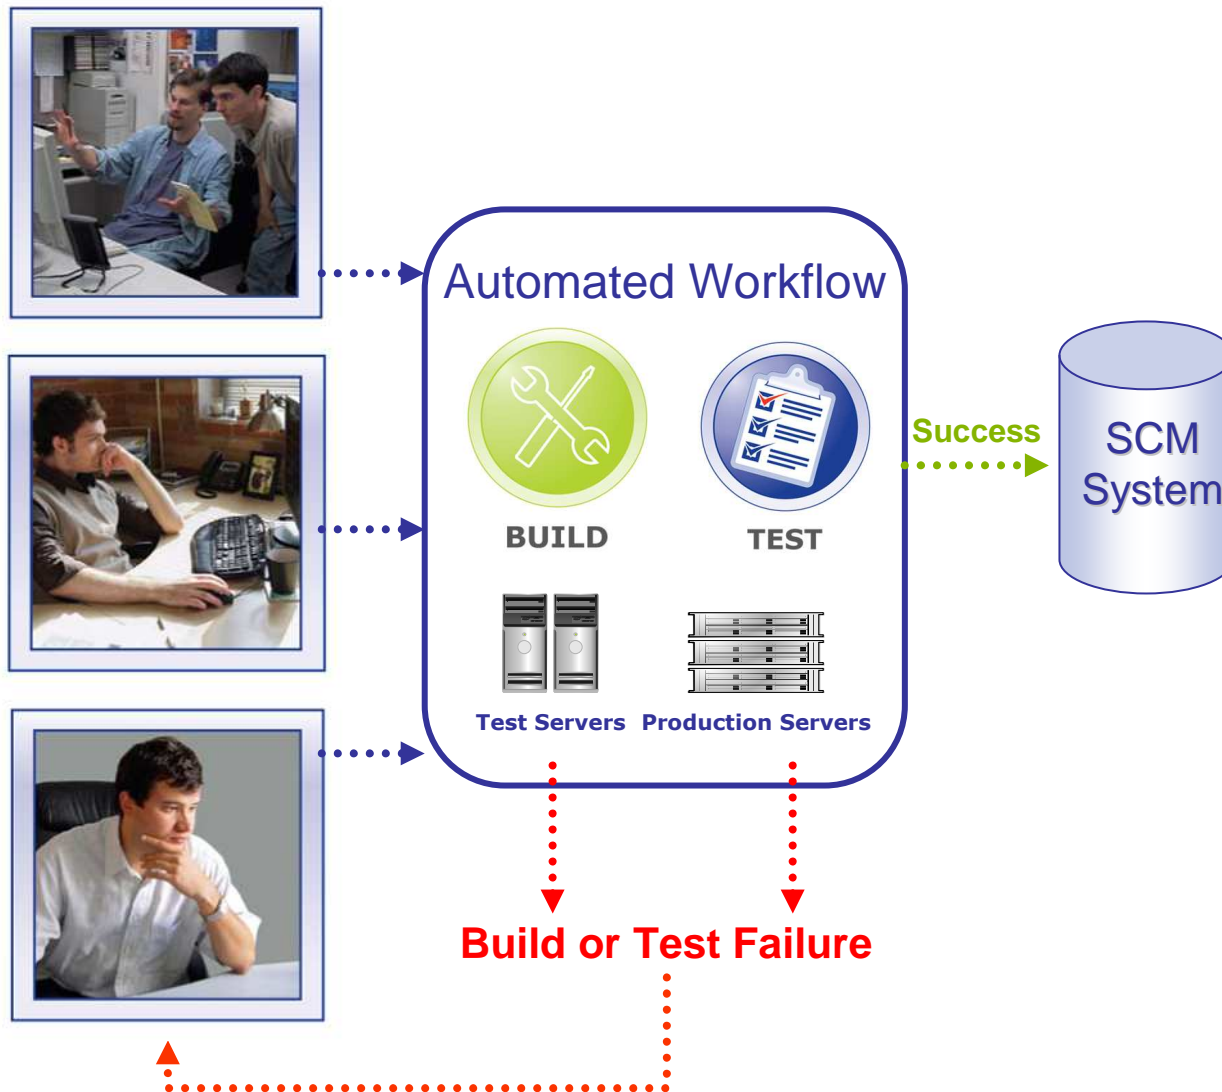 Automated Workflow
BUILD
TEST
Test Servers
Production Servers
Success
SCM
System
Build or Test Failure